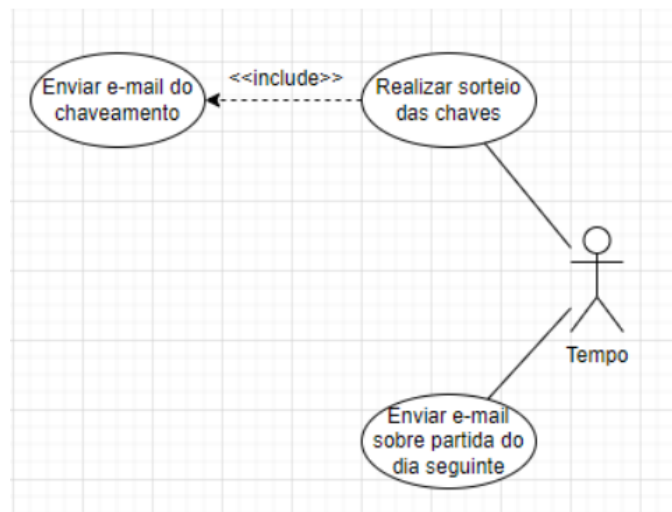 Enviar e-mail do
chaveamento
<<include>>
Realizar sorteio
das chaves
Tempo
Enviar e-mail
sobre partida do
dia seguinte